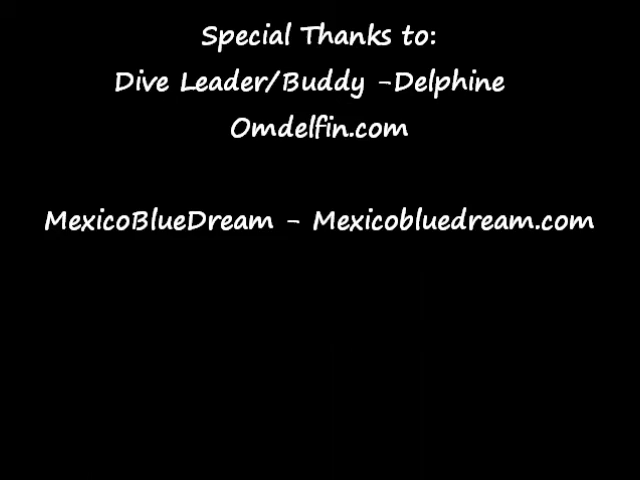 Special Thanks to:
Dive Leader/Buddy -Delphine
Omdelfin.com
MexicoBlueDream - Mexicobluedream.com